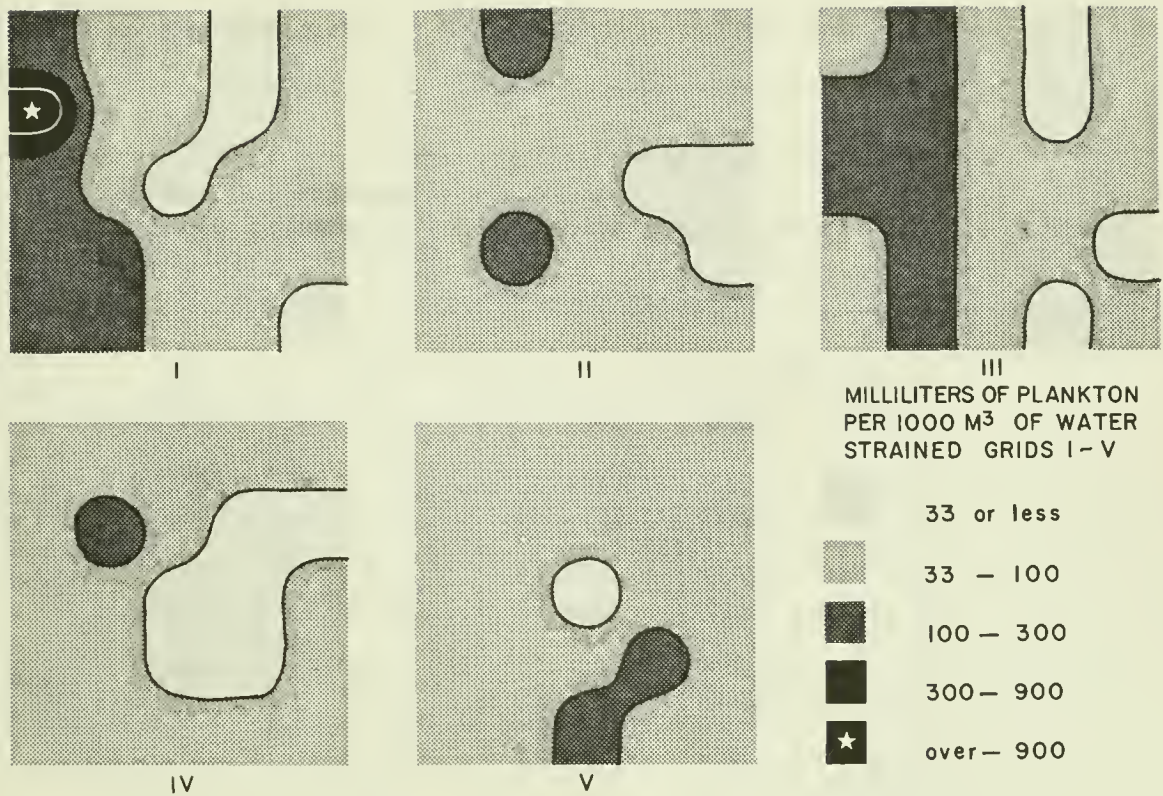 I
II
III
MILLILITERS OF PLANKTON
PER 1000 M³ OF WATER
STRAINED GRIDS I-V
33 or less
33 - 100
100 - 300
300 - 900
over - 900
IV
V